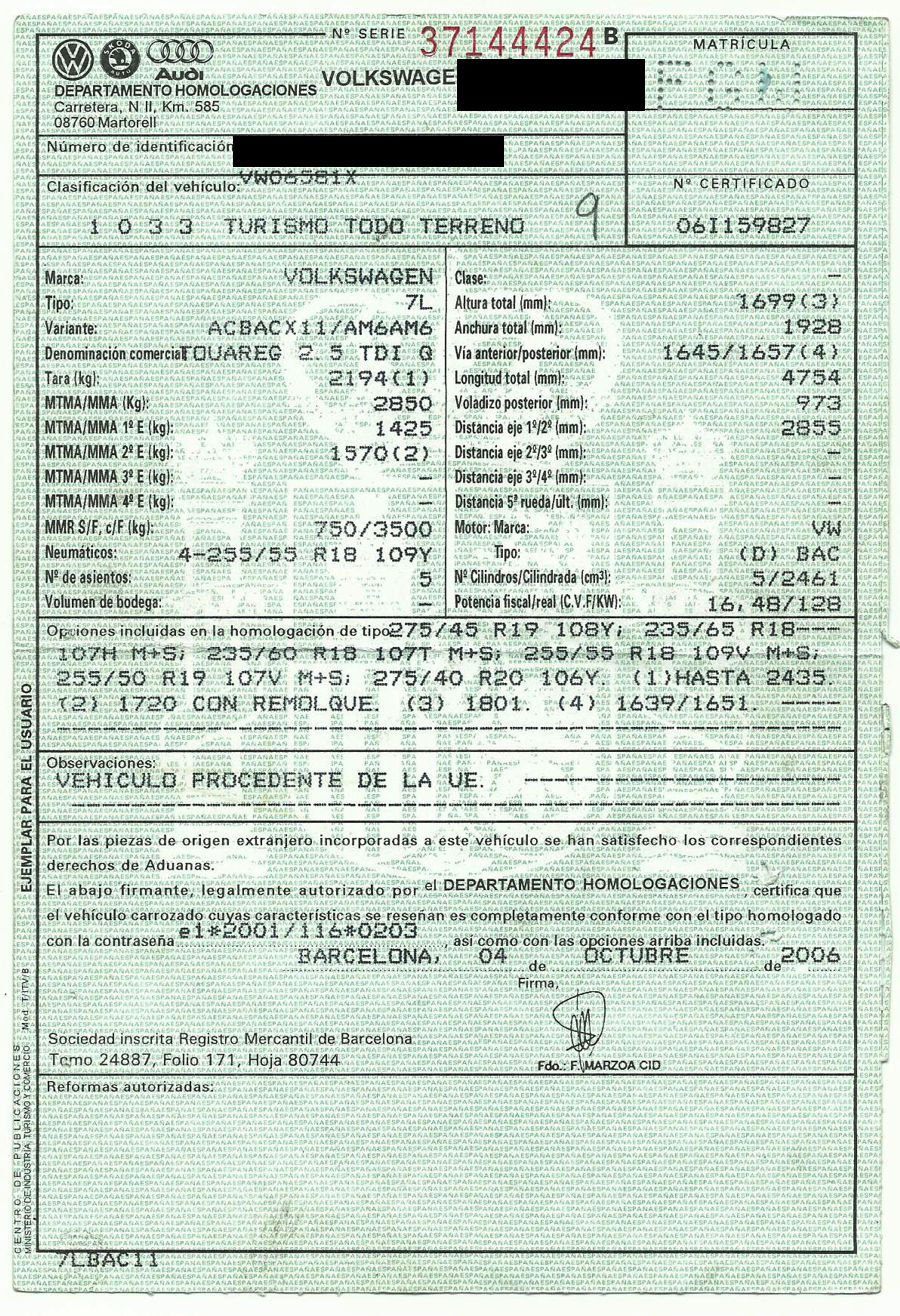 Nº SERIE 37144424 B
MATRÍCULA
FGW
Audi
DEPARTAMENTO HOMOLOGACIONES
VOLKSWAGE
Carretera, N II, Km. 585
08760 Martorell
Número de identificación
VW06581X
Clasificación del vehículo:
1 0 3 3 TURISMO TODO TERRENO
9
Nº CERTIFICADO
06I159827
Marca: VOLKSWAGEN
Tipo: 7L
Variante: ACBACX11/AM6AM6
Denominación comercial TOUAREG 2.5 TDI Q
Tara (kg): 2194(1)
MTMA/MMA (Kg): 2850
MTMA/MMA 1º E (kg): 1425
MTMA/MMA 2º E (kg): 1570(2)
MTMA/MMA 3º E (kg): —
MTMA/MMA 4º E (kg): —
MMR S/F, c/F (kg): 750/3500
Neumáticos: 4-255/55 R18 109Y
Nº de asientos: 5
Volumen de bodega: —
Clase: —
Altura total (mm): 1699(3)
Anchura total (mm): 1928
Vía anterior/posterior (mm): 1645/1657(4)
Longitud total (mm): 4754
Voladizo posterior (mm): 973
Distancia eje 1º/2º (mm): 2855
Distancia eje 2º/3º (mm): —
Distancia eje 3º/4º (mm): —
Distancia 5ª rueda/últ. (mm): —
Motor: Marca: VW
Tipo: (D) BAC
Nº Cilindros/Cilindrada (cm³): 5/2461
Potencia fiscal/real (C.V.F/KW): 16,48/128
Opciones incluidas en la homologación de tipo 275/45 R19 108Y; 235/65 R18---
107H M+S; 235/60 R18 107T M+S; 255/55 R18 109V M+S;
255/50 R19 107V M+S; 275/40 R20 106Y. (1)HASTA 2435.
(2) 1720 CON REMOLQUE. (3) 1801. (4) 1639/1651. ----
Observaciones:
VEHICULO PROCEDENTE DE LA UE.
Por las piezas de origen extranjero incorporadas a este vehículo se han satisfecho los correspondientes
derechos de Aduanas.
El abajo firmante, legalmente autorizado por el DEPARTAMENTO HOMOLOGACIONES certifica que
el vehículo carrozado cuyas características se reseñan es completamente conforme con el tipo homologado
con la contraseña e1*2001/116*0203, así como con las opciones arriba incluidas.
BARCELONA, 04 de OCTUBRE de 2006
Firma,
Sociedad inscrita Registro Mercantil de Barcelona
Tomo 24887, Folio 171, Hoja 80744
Fdo.: F. MARZOA CID
Reformas autorizadas:
7LBAC11
EJEMPLAR PARA EL USUARIO
Mod. T/ITV/B
CENTRO DE PUBLICACIONES
MINISTERIO DE INDUSTRIA, TURISMO Y COMERCIO